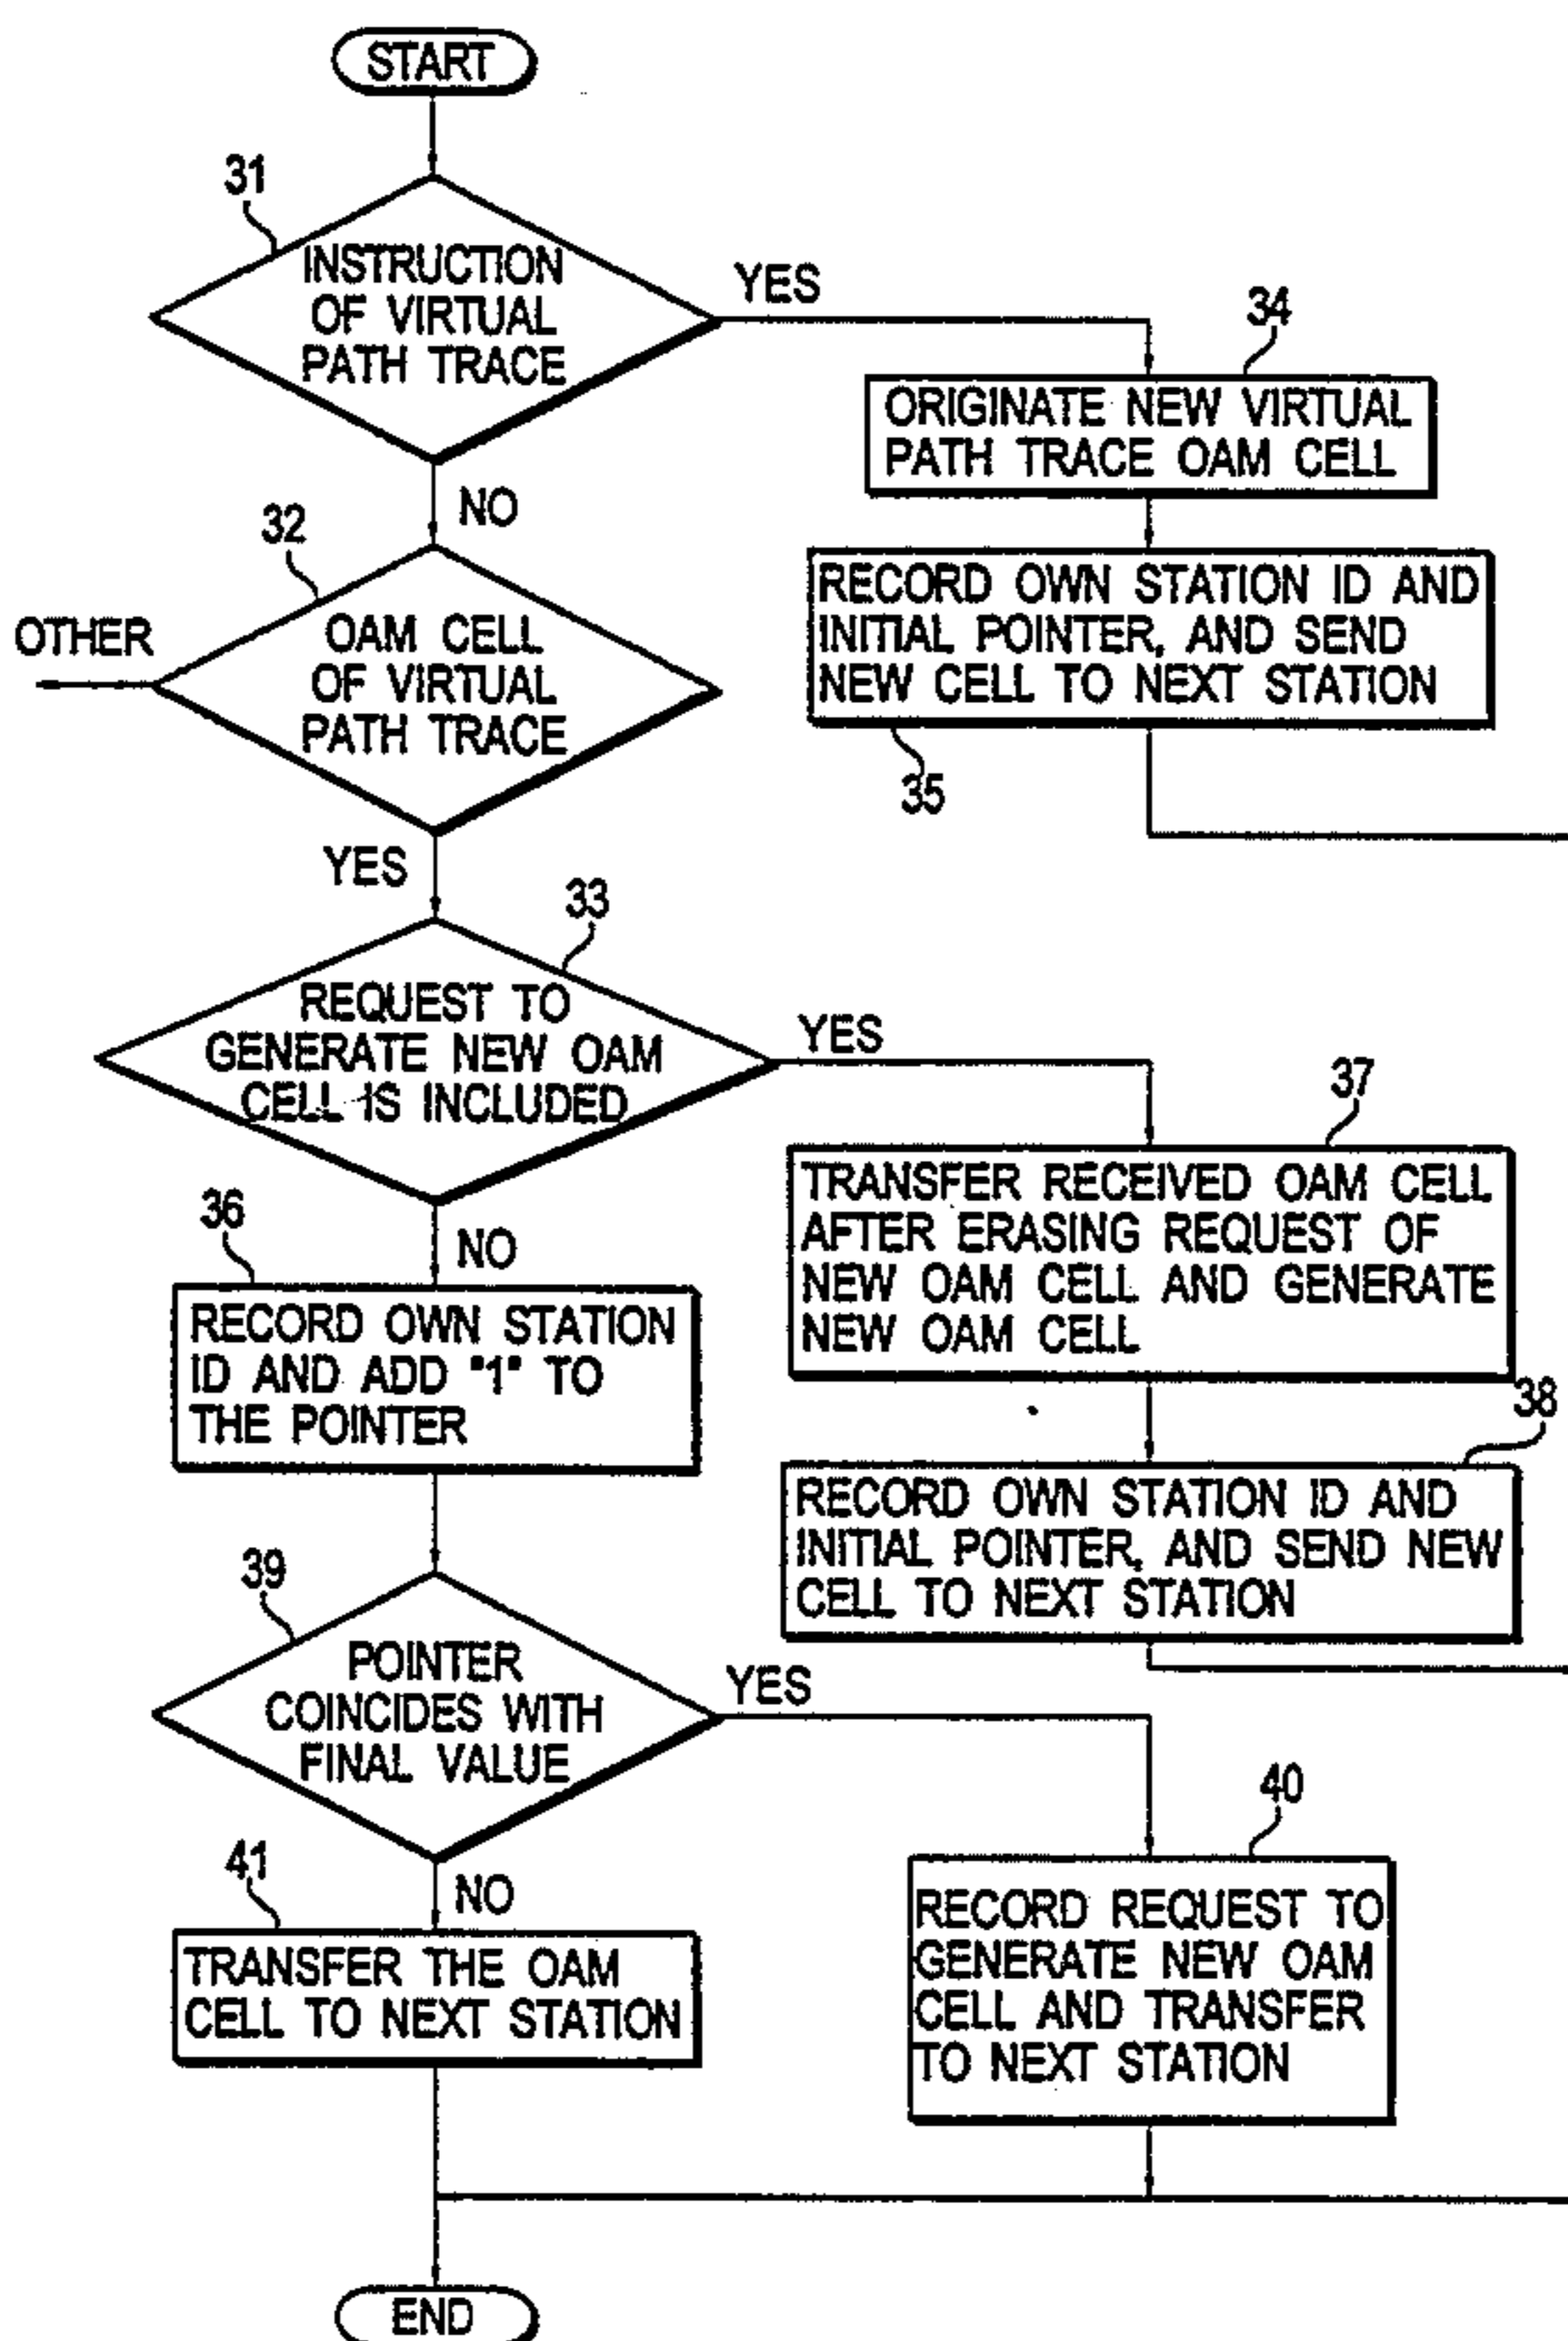 START
31
INSTRUCTION
OF VIRTUAL
PATH TRACE
YES
34
ORIGINATE NEW VIRTUAL
PATH TRACE OAM CELL
NO
32
OTHER
OAM CELL
OF VIRTUAL
PATH TRACE
RECORD OWN STATION ID AND
INITIAL POINTER, AND SEND
NEW CELL TO NEXT STATION
35
YES
33
REQUEST TO
GENERATE NEW OAM
CELL IS INCLUDED
YES
37
TRANSFER RECEIVED OAM CELL
AFTER ERASING REQUEST OF
NEW OAM CELL AND GENERATE
NEW OAM CELL
36
NO
RECORD OWN STATION
ID AND ADD "1" TO
THE POINTER
38
RECORD OWN STATION ID AND
INITIAL POINTER, AND SEND NEW
CELL TO NEXT STATION
39
POINTER
COINCIDES WITH
FINAL VALUE
YES
40
RECORD REQUEST TO
GENERATE NEW OAM
CELL AND TRANSFER
TO NEXT STATION
41
NO
TRANSFER THE OAM
CELL TO NEXT STATION
END